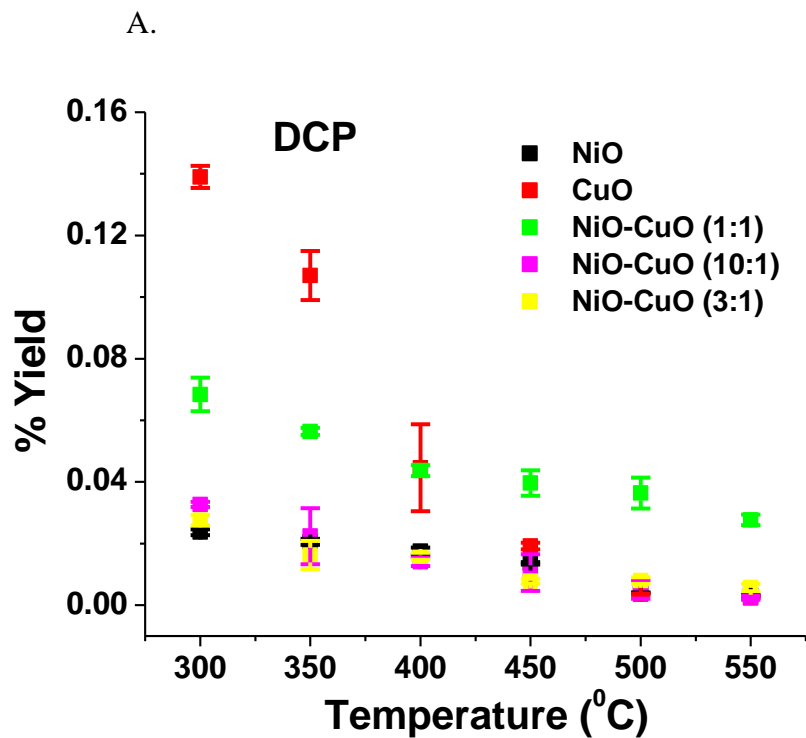 A.
DCP
NiO
CuO
NiO-CuO (1:1)
NiO-CuO (10:1)
NiO-CuO (3:1)
% Yield
0.16
0.12
0.08
0.04
0.00
300 350 400 450 500 550
Temperature (⁰C)